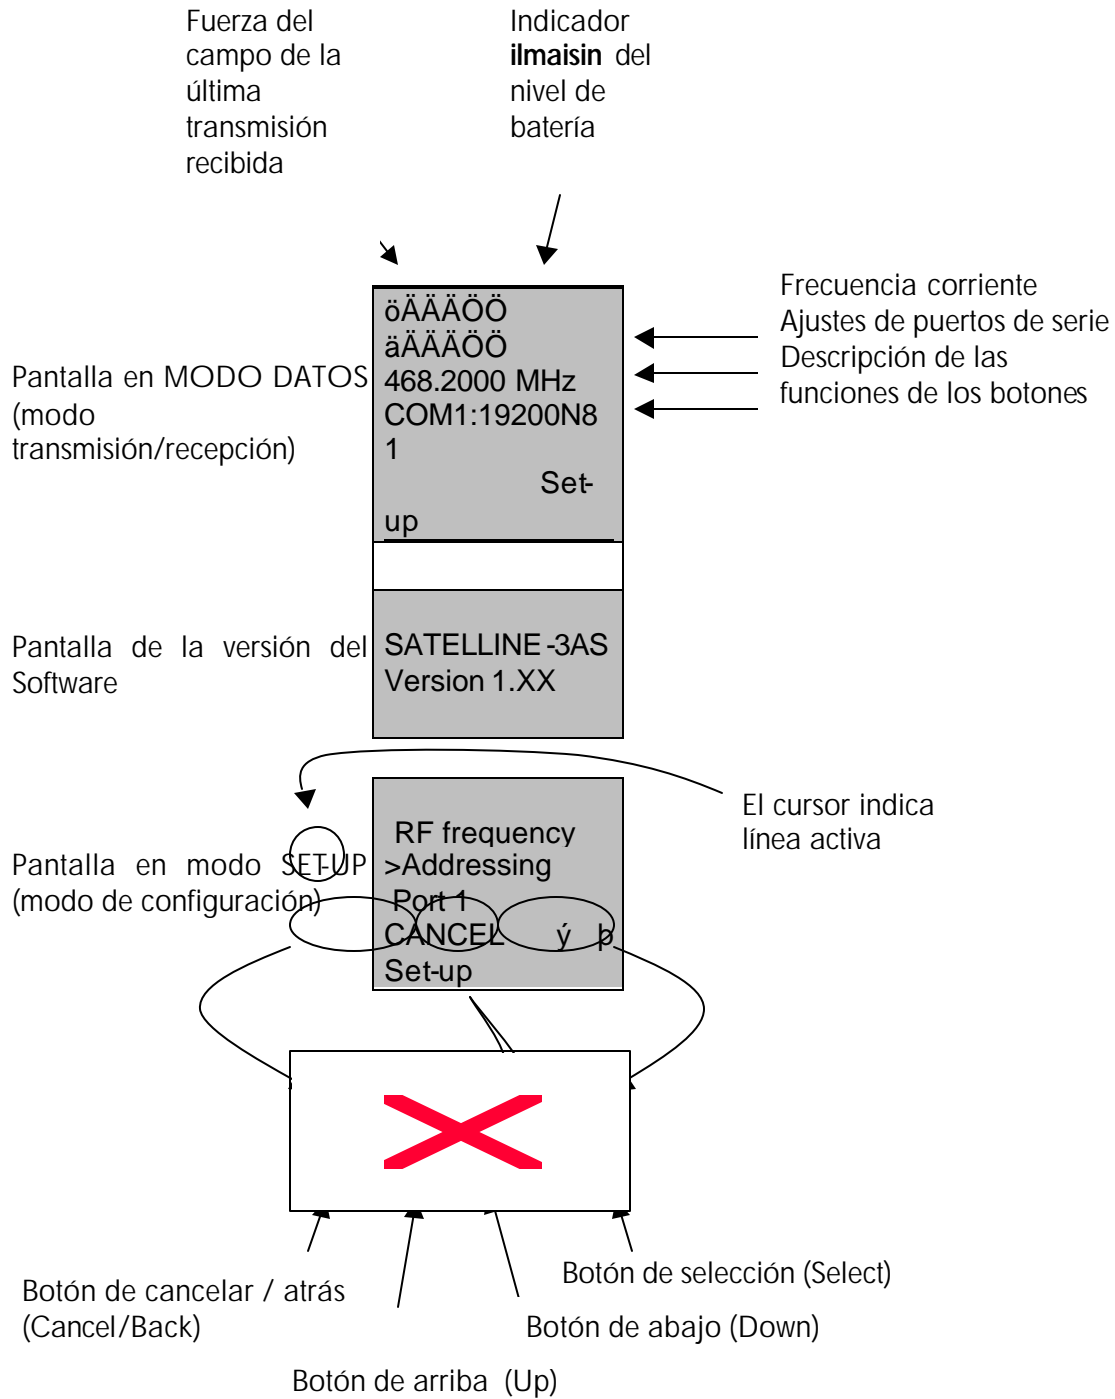 Fuerza del
campo de la
última
transmisión
recibida
Indicador
ilmaisin del
nivel de
batería
Frecuencia corriente
Ajustes de puertos de serie
Descripción de las
funciones de los botones
Pantalla en MODO DATOS
(modo
transmisión/recepción)
öÄÄÄÖÖ
äÄÄÄÖÖ
468.2000 MHz
COM1:19200N8
1
Set-
up
Pantalla de la versión del
Software
SATELLINE-3AS
Version 1.XX
El cursor indica
línea activa
Pantalla en modo SET-UP
(modo de configuración)
RF frequency
>Addressing
Port 1
CANCEL ý þ
Set-up
Botón de cancelar / atrás
(Cancel/Back)
Botón de selección (Select)
Botón de abajo (Down)
Botón de arriba (Up)